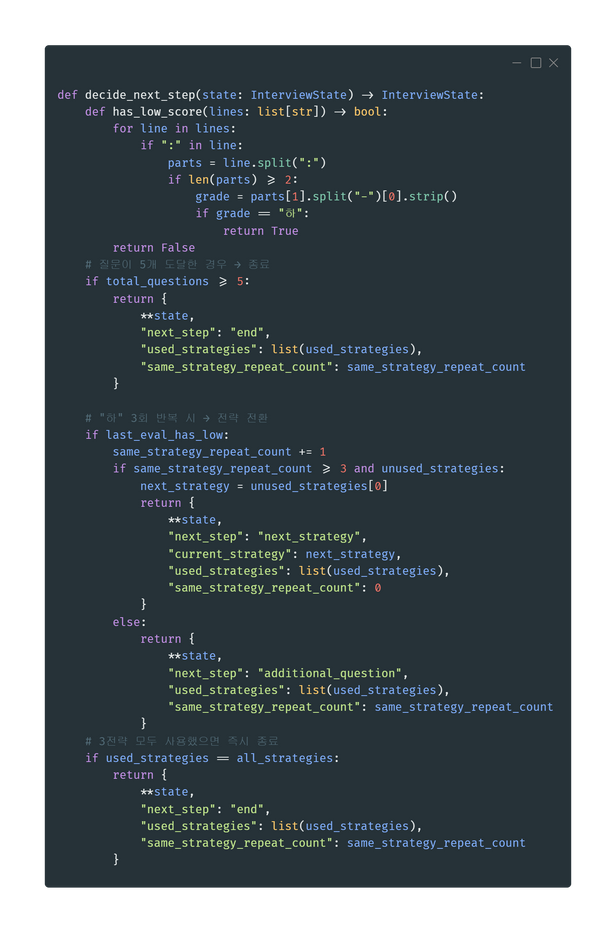 def decide_next_step(state: InterviewState) → InterviewState:
    def has_low_score(lines: list[str]) → bool:
        for line in lines:
            if ":" in line:
                parts = line.split(":")
                if len(parts) ⩾ 2:
                    grade = parts[1].split("-")[0].strip()
                    if grade == "하":
                        return True
        return False
    # 질문이 5개 도달한 경우 → 종료
    if total_questions ⩾ 5:
        return {
            **state,
            "next_step": "end",
            "used_strategies": list(used_strategies),
            "same_strategy_repeat_count": same_strategy_repeat_count
        }
    # "하" 3회 반복 시 → 전략 전환
    if last_eval_has_low:
        same_strategy_repeat_count += 1
        if same_strategy_repeat_count ⩾ 3 and unused_strategies:
            next_strategy = unused_strategies[0]
            return {
                **state,
                "next_step": "next_strategy",
                "current_strategy": next_strategy,
                "used_strategies": list(used_strategies),
                "same_strategy_repeat_count": 0
            }
        else:
            return {
                **state,
                "next_step": "additional_question",
                "used_strategies": list(used_strategies),
                "same_strategy_repeat_count": same_strategy_repeat_count
            }
    # 3전략 모두 사용했으면 즉시 종료
    if used_strategies == all_strategies:
        return {
            **state,
            "next_step": "end",
            "used_strategies": list(used_strategies),
            "same_strategy_repeat_count": same_strategy_repeat_count
        }